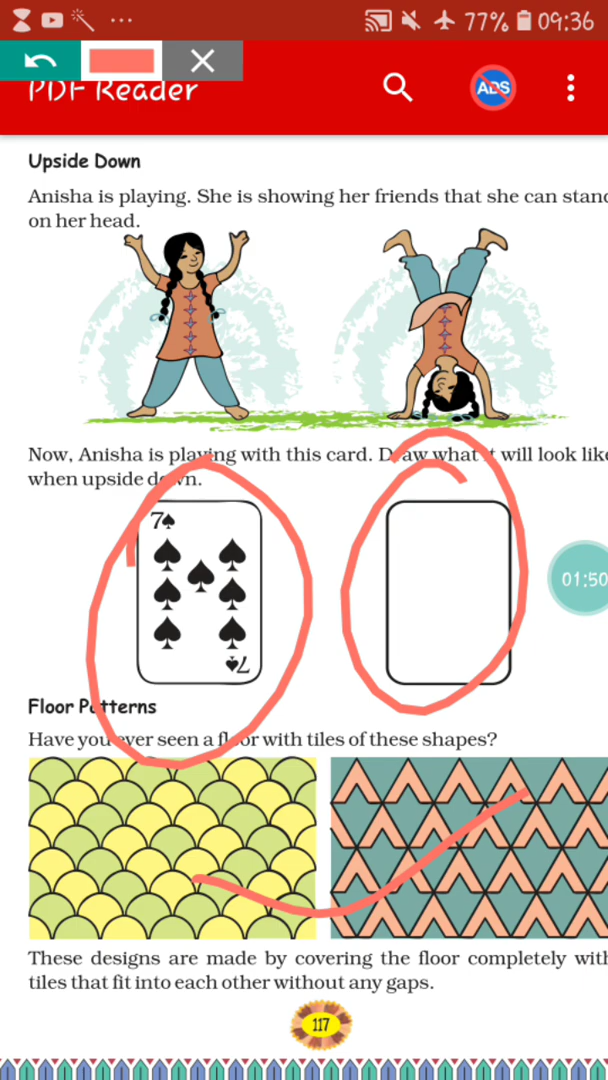 77% 09:36
PDF Reader
ADS
Upside Down
Anisha is playing. She is showing her friends that she can stand
on her head.
Now, Anisha is playing with this card. Draw what it will look like
when upside down.
7
7
01:50
Floor Patterns
Have you ever seen a floor with tiles of these shapes?
These designs are made by covering the floor completely with
tiles that fit into each other without any gaps.
117